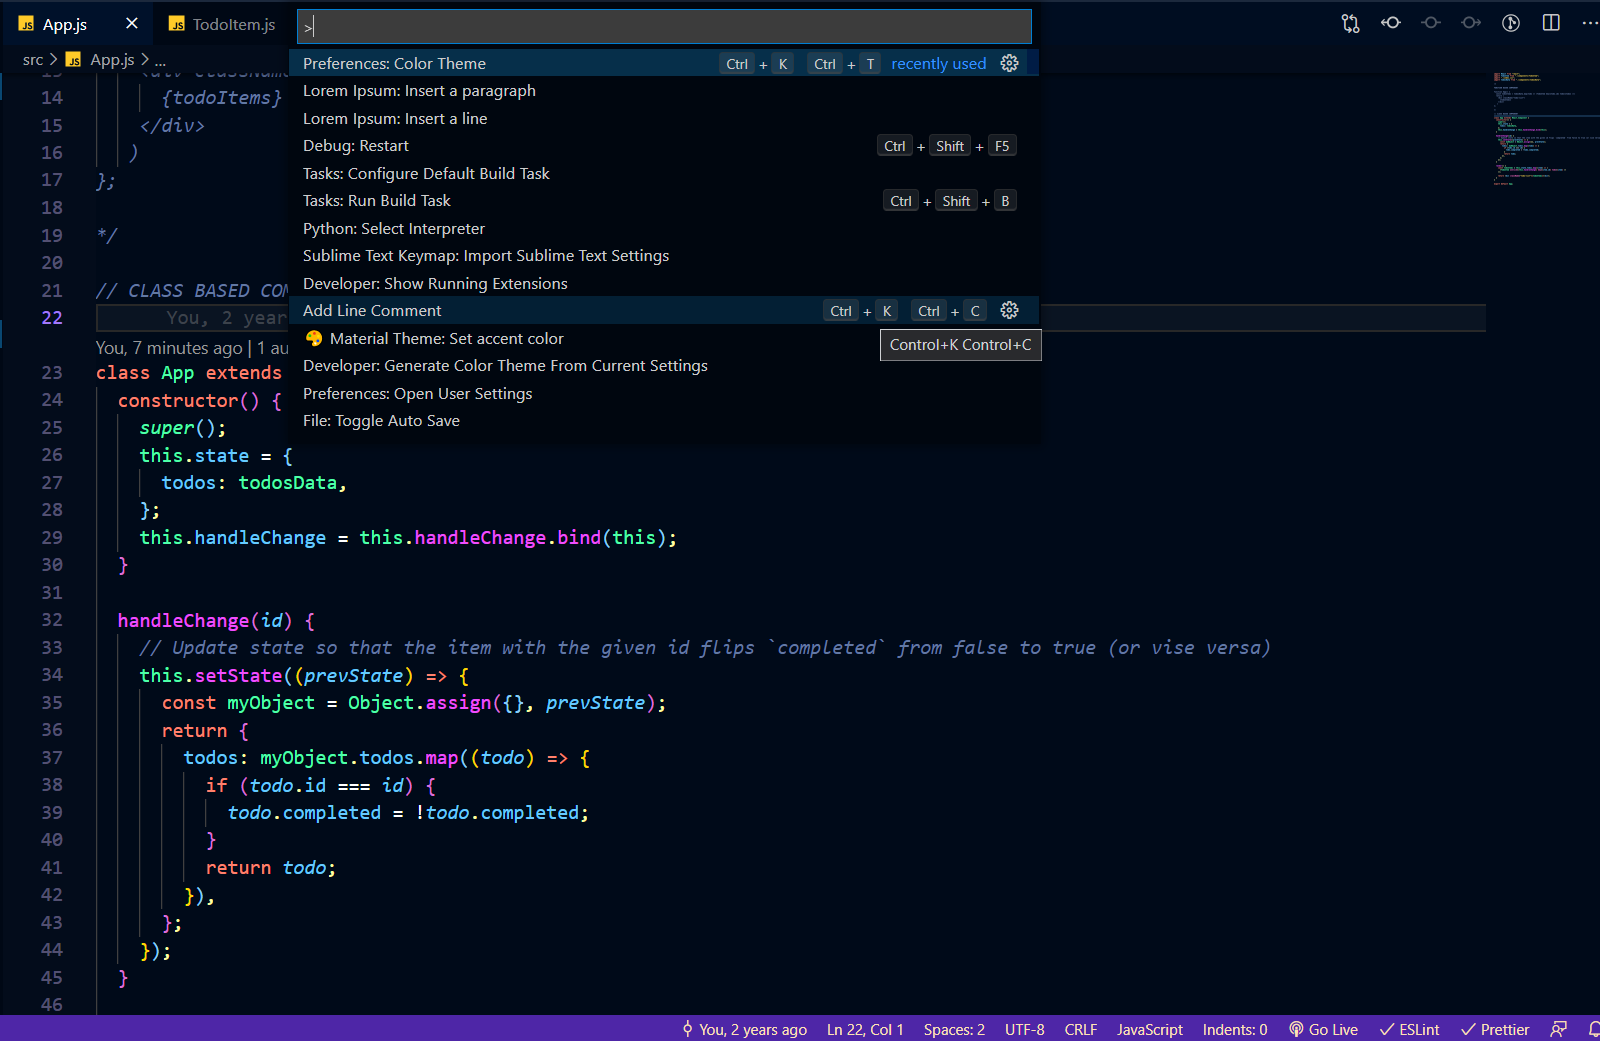 JS App.js
JS TodoItem.js
>
src > JS App.js > ...
Preferences: Color Theme Ctrl + K Ctrl + T recently used
Lorem Ipsum: Insert a paragraph
Lorem Ipsum: Insert a line
Debug: Restart Ctrl + Shift + F5
Tasks: Configure Default Build Task
Tasks: Run Build Task Ctrl + Shift + B
Python: Select Interpreter
Sublime Text Keymap: Import Sublime Text Settings
Developer: Show Running Extensions
Add Line Comment Ctrl + K Ctrl + C
Material Theme: Set accent color
Control+K Control+C
Developer: Generate Color Theme From Current Settings
Preferences: Open User Settings
File: Toggle Auto Save
14 {todoItems}
15 </div>
16 )
17 };
18
19 */
20
21 // CLASS BASED
22 You, 2
You, 7 minutes ago | 1
23 class App extends
24 constructor() {
25 super();
26 this.state = {
27 todos: todosData,
28 };
29 this.handleChange = this.handleChange.bind(this);
30 }
31
32 handleChange(id) {
33 // Update state so that the item with the given id flips `completed` from false to true (or vise versa)
34 this.setState((prevState) => {
35 const myObject = Object.assign({}, prevState);
36 return {
37 todos: myObject.todos.map((todo) => {
38 if (todo.id === id) {
39 todo.completed = !todo.completed;
40 }
41 return todo;
42 }),
43 };
44 });
45 }
46
You, 2 years ago Ln 22, Col 1 Spaces: 2 UTF-8 CRLF JavaScript Indents: 0 Go Live ESLint Prettier